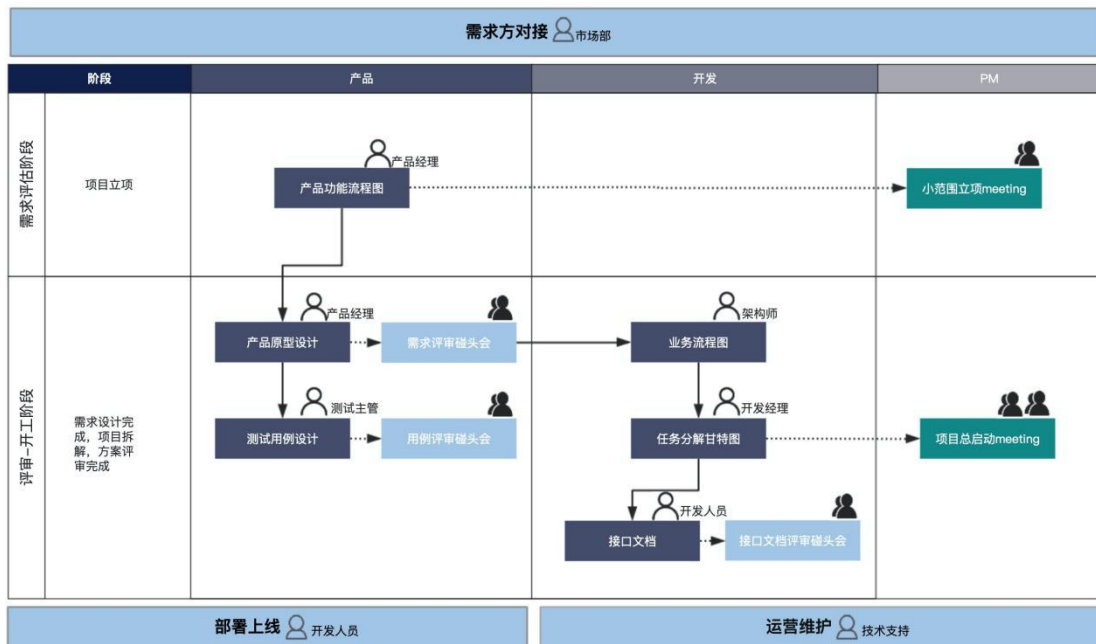 需求方对接 市场部
阶段 产品 开发 PM
需求评估阶段
项目立项
产品经理
产品功能流程图
小范围立项meeting
评审-开工阶段
需求设计完
成，项目拆
解，方案评
审完成
产品经理
产品原型设计
需求评审碰头会
架构师
业务流程图
测试主管
测试用例设计
用例评审碰头会
开发经理
任务分解甘特图
项目总启动meeting
开发人员
接口文档
接口文档评审碰头会
部署上线 开发人员
运营维护 技术支持